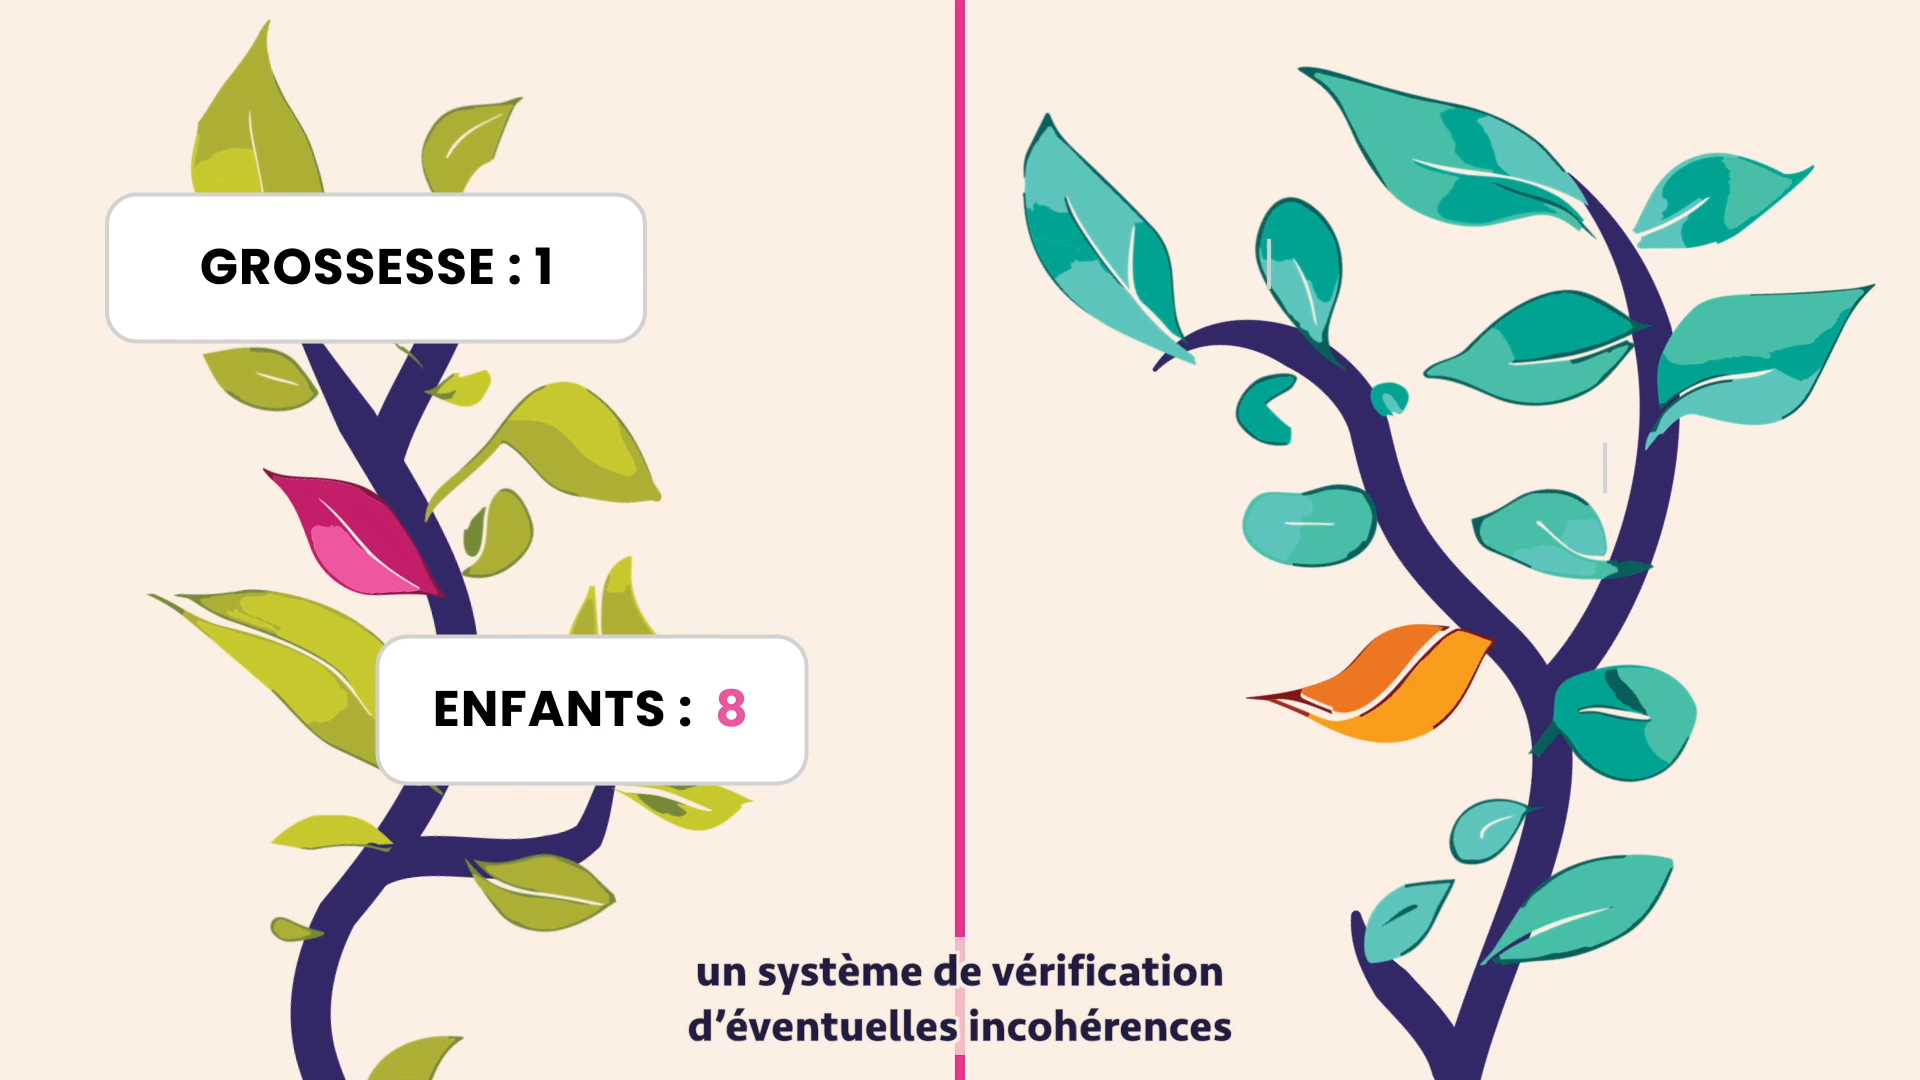 GROSSESSE : 1
ENFANTS : 8
un système de vérification
d’éventuelles incohérences